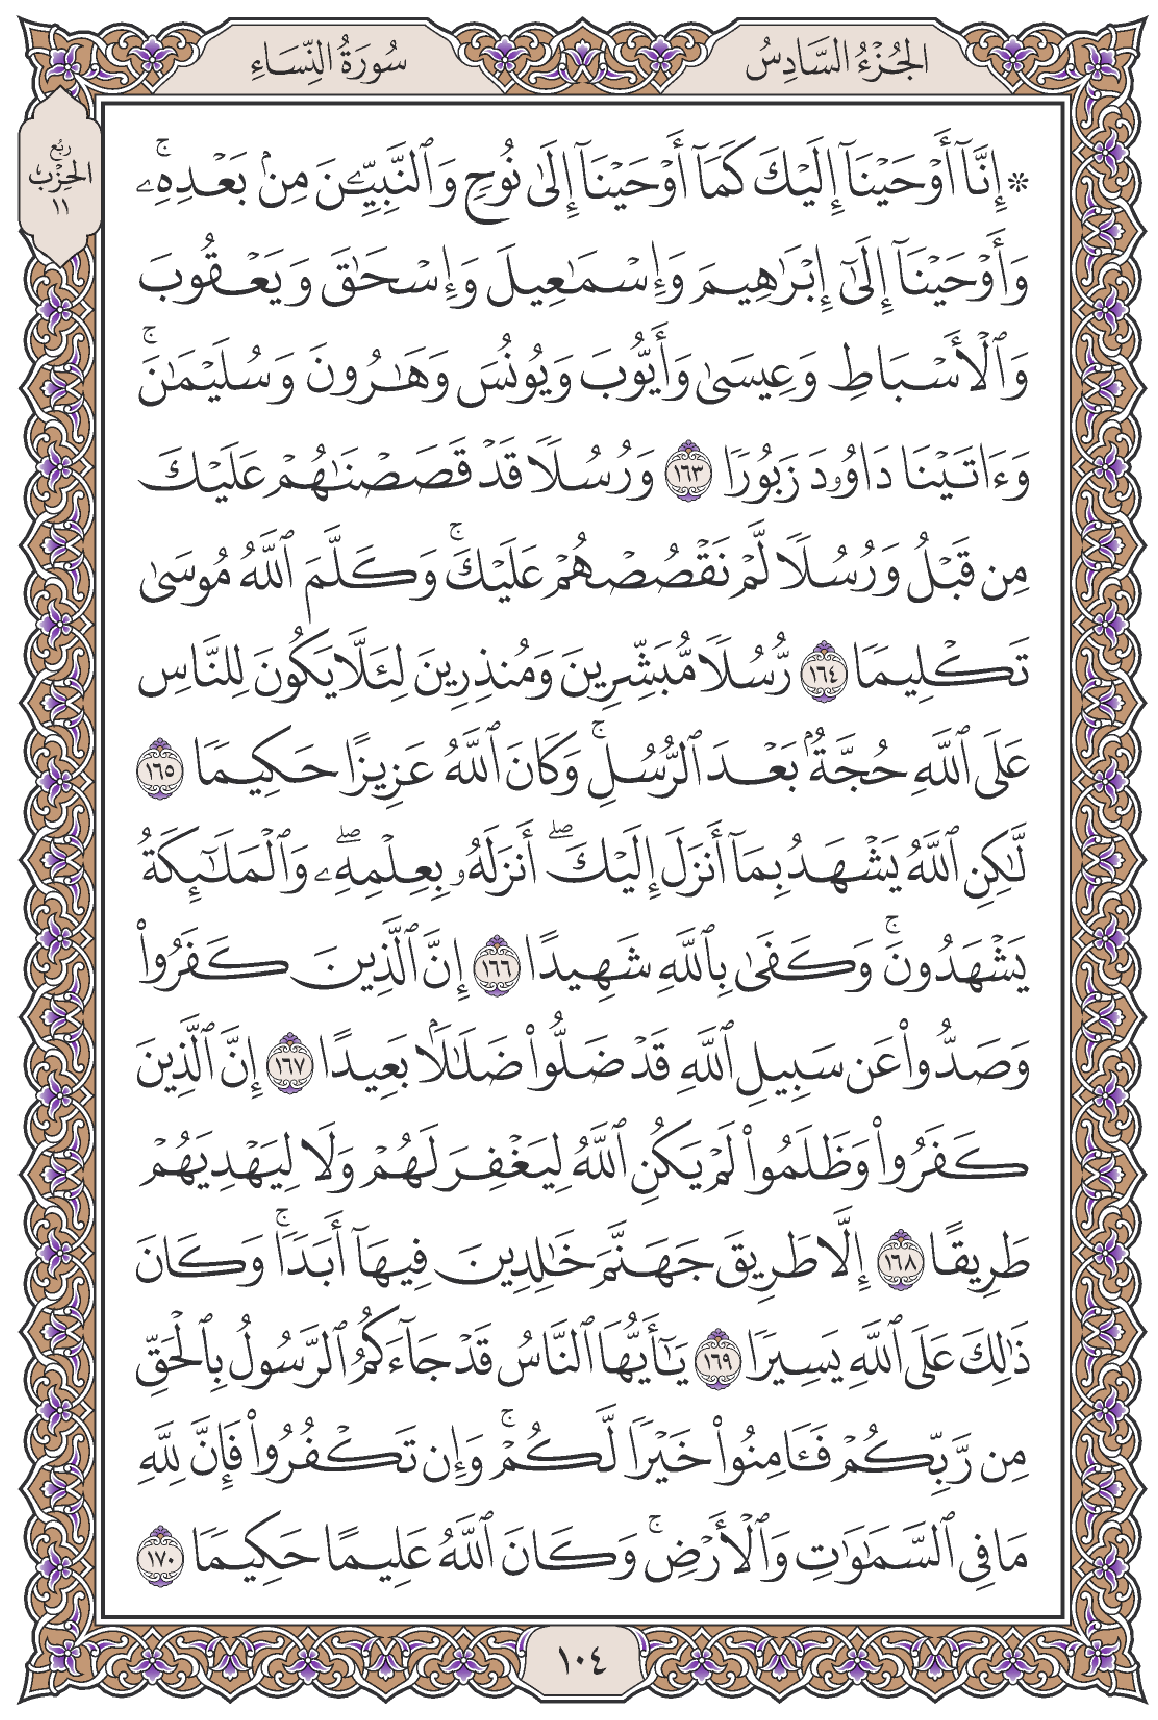 الجُزْءُ السَّادِسُ
سُورَةُ النِّسَاءِ
رُبُع
الحِزْب
١١
۞ إِنَّآ أَوْحَيْنَآ إِلَيْكَ كَمَآ أَوْحَيْنَآ إِلَىٰ نُوحٍ وَٱلنَّبِيِّـۧنَ مِنۢ بَعْدِهِۦۚ
وَأَوْحَيْنَآ إِلَىٰٓ إِبْرَٰهِيمَ وَإِسْمَـٰعِيلَ وَإِسْحَـٰقَ وَيَعْقُوبَ
وَٱلْأَسْبَاطِ وَعِيسَىٰ وَأَيُّوبَ وَيُونُسَ وَهَـٰرُونَ وَسُلَيْمَـٰنَۚ
وَءَاتَيْنَا دَاوُۥدَ زَبُورًا ١٦٣ وَرُسُلًا قَدْ قَصَصْنَـٰهُمْ عَلَيْكَ
مِن قَبْلُ وَرُسُلًا لَّمْ نَقْصُصْهُمْ عَلَيْكَۚ وَكَلَّمَ ٱللَّهُ مُوسَىٰ
تَكْلِيمًا ١٦٤ رُّسُلًا مُّبَشِّرِينَ وَمُنذِرِينَ لِئَلَّا يَكُونَ لِلنَّاسِ
عَلَى ٱللَّهِ حُجَّةٌۢ بَعْدَ ٱلرُّسُلِۚ وَكَانَ ٱللَّهُ عَزِيزًا حَكِيمًا ١٦٥
لَّـٰكِنِ ٱللَّهُ يَشْهَدُ بِمَآ أَنزَلَ إِلَيْكَۖ أَنزَلَهُۥ بِعِلْمِهِۦۖ وَٱلْمَلَـٰٓئِكَةُ
يَشْهَدُونَۚ وَكَفَىٰ بِٱللَّهِ شَهِيدًا ١٦٦ إِنَّ ٱلَّذِينَ كَفَرُوا۟
وَصَدُّوا۟ عَن سَبِيلِ ٱللَّهِ قَدْ ضَلُّوا۟ ضَلَـٰلًۢا بَعِيدًا ١٦٧ إِنَّ ٱلَّذِينَ
كَفَرُوا۟ وَظَلَمُوا۟ لَمْ يَكُنِ ٱللَّهُ لِيَغْفِرَ لَهُمْ وَلَا لِيَهْدِيَهُمْ
طَرِيقًا ١٦٨ إِلَّا طَرِيقَ جَهَنَّمَ خَـٰلِدِينَ فِيهَآ أَبَدًاۚ وَكَانَ
ذَٰلِكَ عَلَى ٱللَّهِ يَسِيرًا ١٦٩ يَـٰٓأَيُّهَا ٱلنَّاسُ قَدْ جَآءَكُمُ ٱلرَّسُولُ بِٱلْحَقِّ
مِن رَّبِّكُمْ فَـَٔامِنُوا۟ خَيْرًا لَّكُمْۚ وَإِن تَكْفُرُوا۟ فَإِنَّ لِلَّهِ
مَا فِى ٱلسَّمَـٰوَٰتِ وَٱلْأَرْضِۚ وَكَانَ ٱللَّهُ عَلِيمًا حَكِيمًا ١٧٠
١٠٤